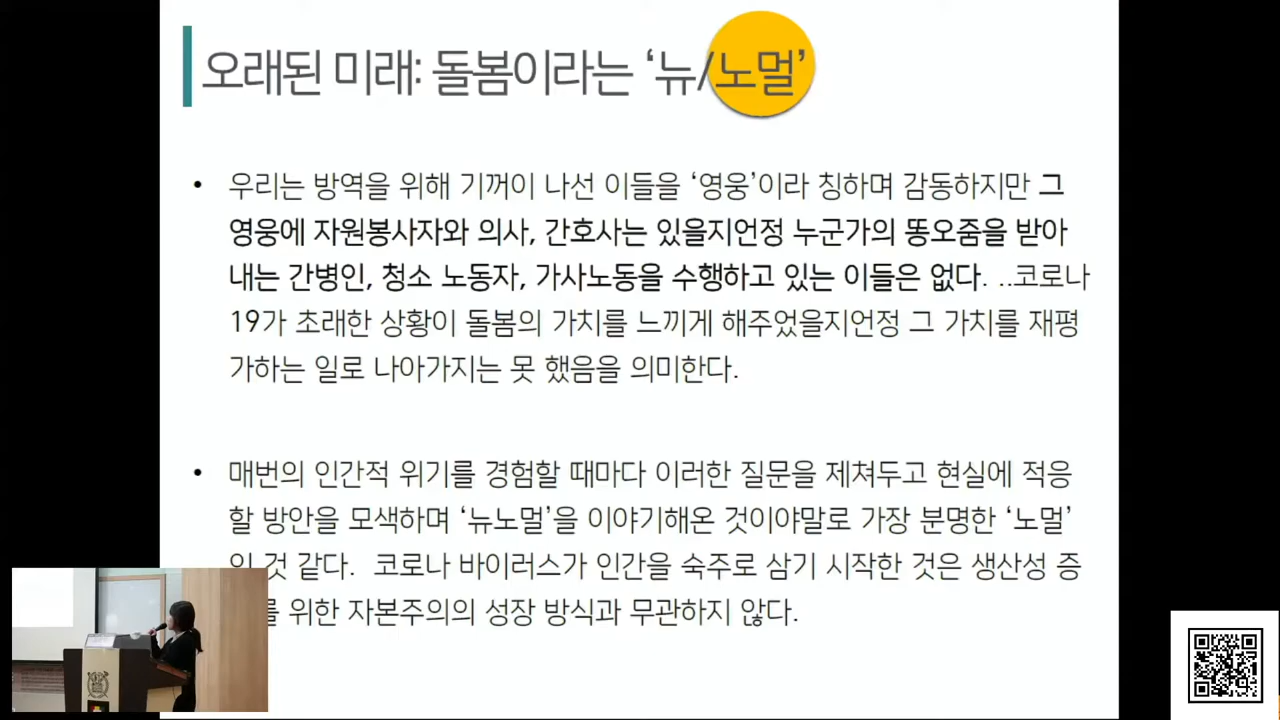 오래된 미래: 돌봄이라는 ‘뉴/노멀’
• 우리는 방역을 위해 기꺼이 나선 이들을 ‘영웅’이라 칭하며 감동하지만 그
영웅에 자원봉사자와 의사, 간호사는 있을지언정 누군가의 똥오줌을 받아
내는 간병인, 청소 노동자, 가사노동을 수행하고 있는 이들은 없다. ..코로나
19가 초래한 상황이 돌봄의 가치를 느끼게 해주었을지언정 그 가치를 재평
가하는 일로 나아가지는 못 했음을 의미한다.
• 매번의 인간적 위기를 경험할 때마다 이러한 질문을 제쳐두고 현실에 적응
할 방안을 모색하며 ‘뉴노멀’을 이야기해온 것이야말로 가장 분명한 ‘노멀’
인 것 같다. 코로나 바이러스가 인간을 숙주로 삼기 시작한 것은 생산성 증
를 위한 자본주의의 성장 방식과 무관하지 않다.